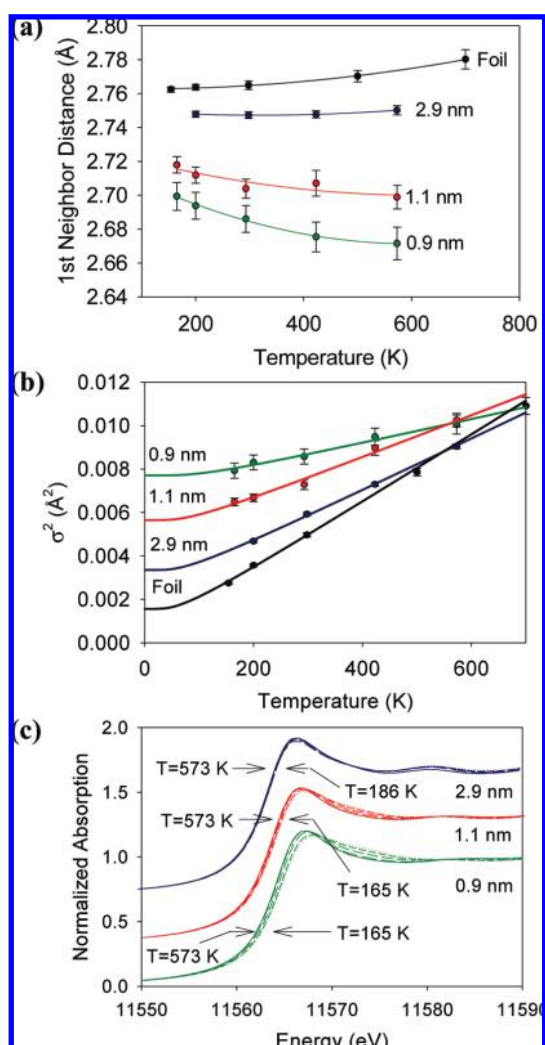 (a)
2.80
2.78
2.76
2.74
2.72
2.70
2.68
2.66
2.64
1st Neighbor Distance (Å)
Foil
2.9 nm
1.1 nm
0.9 nm
200 400 600 800
Temperature (K)
(b)
0.012
0.010
0.008
0.006
0.004
0.002
0.000
σ² (Å²)
0.9 nm
1.1 nm
2.9 nm
Foil
0 200 400 600
Temperature (K)
(c)
2.0
1.5
1.0
0.5
0.0
Normalized Absorption
T=573 K
T=186 K
2.9 nm
T=573 K
1.1 nm
T=165 K
0.9 nm
T=573 K
T=165 K
11550 11560 11570 11580 11590
Energy (eV)